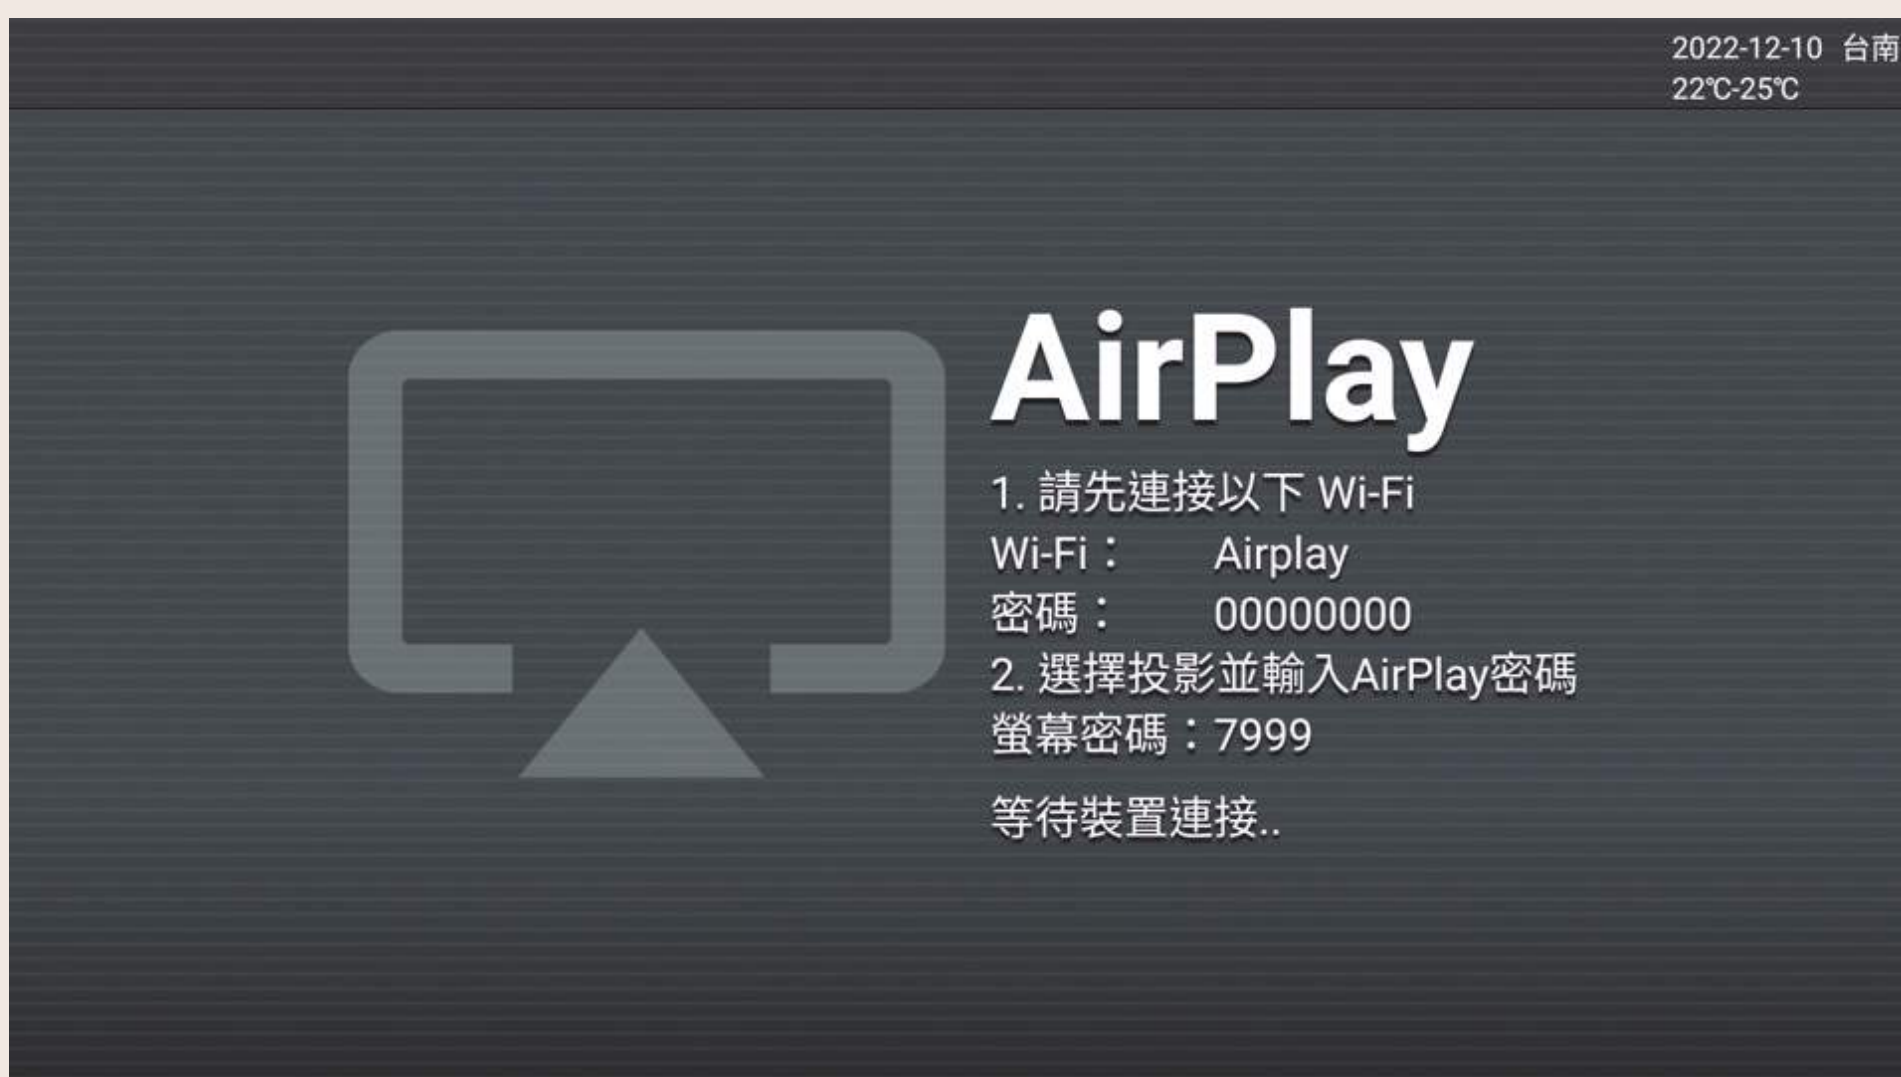 2022-12-10 台南
22℃-25℃
AirPlay
1. 請先連接以下 Wi-Fi
Wi-Fi： Airplay
密碼： 00000000
2. 選擇投影並輸入AirPlay密碼
螢幕密碼：7999
等待裝置連接..